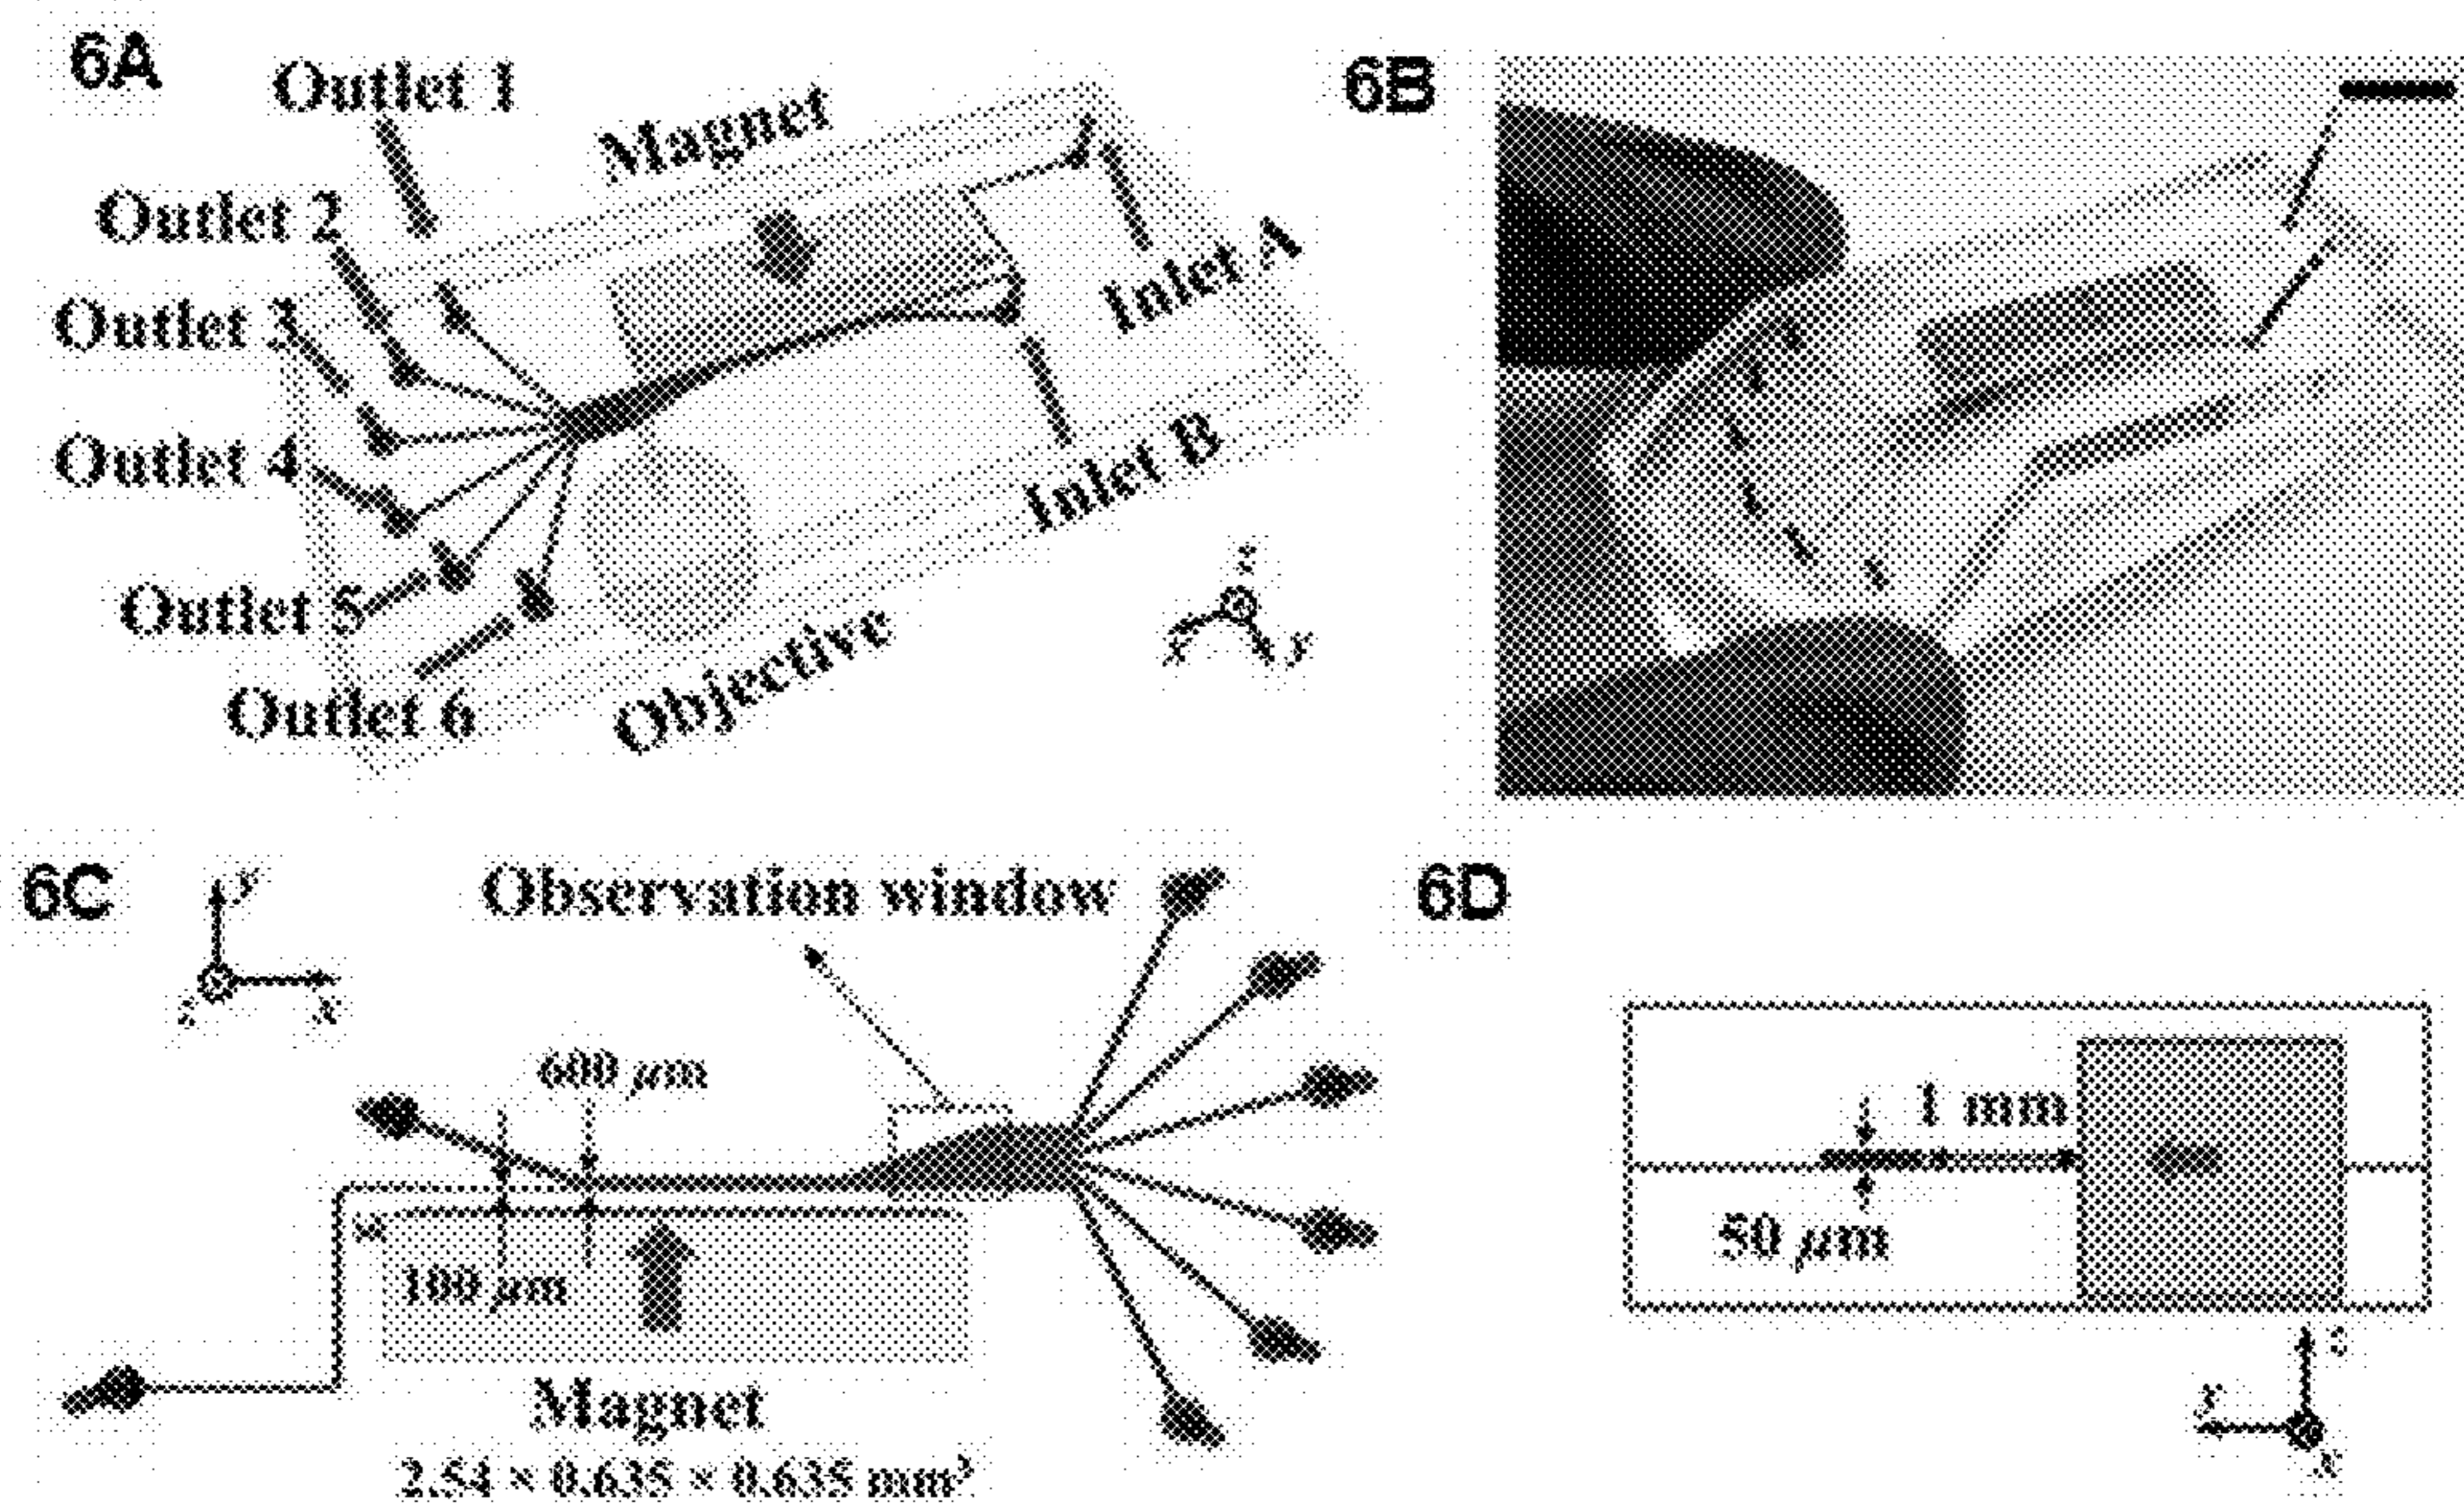 6A
Outlet 1
Outlet 2
Outlet 3
Outlet 4
Outlet 5
Outlet 6
Magnet
Inlet A
Inlet B
Objective
z
x
y
6B
6C
y
z
x
Observation window
600 μm
100 μm
Magnet
2.54 × 0.635 × 0.635 mm³
6D
1 mm
50 μm
z
y
x